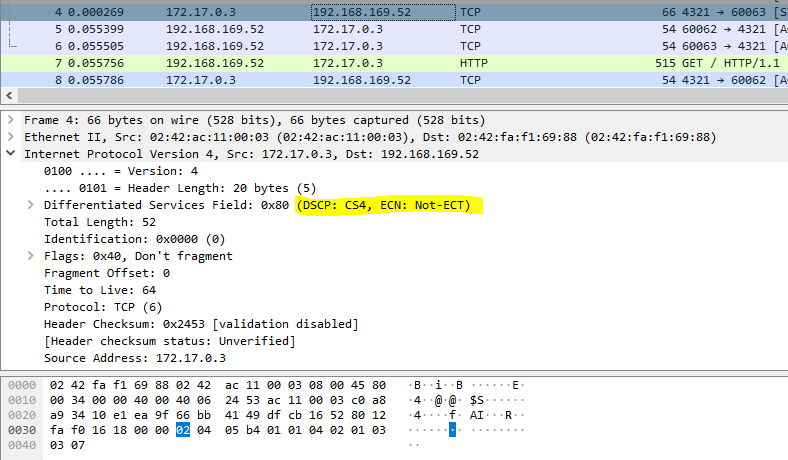 4 0.000269 172.17.0.3 192.168.169.52 TCP 66 4321 → 60063 [S
5 0.055399 192.168.169.52 172.17.0.3 TCP 54 60062 → 4321 [A
6 0.055505 192.168.169.52 172.17.0.3 TCP 54 60063 → 4321 [A
7 0.055756 192.168.169.52 172.17.0.3 HTTP 515 GET / HTTP/1.1
8 0.055786 172.17.0.3 192.168.169.52 TCP 54 4321 → 60062 [A
Frame 4: 66 bytes on wire (528 bits), 66 bytes captured (528 bits)
Ethernet II, Src: 02:42:ac:11:00:03 (02:42:ac:11:00:03), Dst: 02:42:fa:f1:69:88 (02:42:fa:f1:69:88)
Internet Protocol Version 4, Src: 172.17.0.3, Dst: 192.168.169.52
0100 .... = Version: 4
.... 0101 = Header Length: 20 bytes (5)
Differentiated Services Field: 0x80 (DSCP: CS4, ECN: Not-ECT)
Total Length: 52
Identification: 0x0000 (0)
Flags: 0x40, Don't fragment
Fragment Offset: 0
Time to Live: 64
Protocol: TCP (6)
Header Checksum: 0x2453 [validation disabled]
[Header checksum status: Unverified]
Source Address: 172.17.0.3
0000 02 42 fa f1 69 88 02 42 ac 11 00 03 08 00 45 80 ·B··i··B ······E·
0010 00 34 00 00 40 00 40 06 24 53 ac 11 00 03 c0 a8 ·4··@·@· $S······
0020 a9 34 10 e1 ea 9f 66 bb 41 49 df cb 16 52 80 12 ·4····f· AI···R··
0030 fa f0 16 18 00 00 02 04 05 b4 01 01 04 02 01 03 ········ ········
0040 03 07 ··